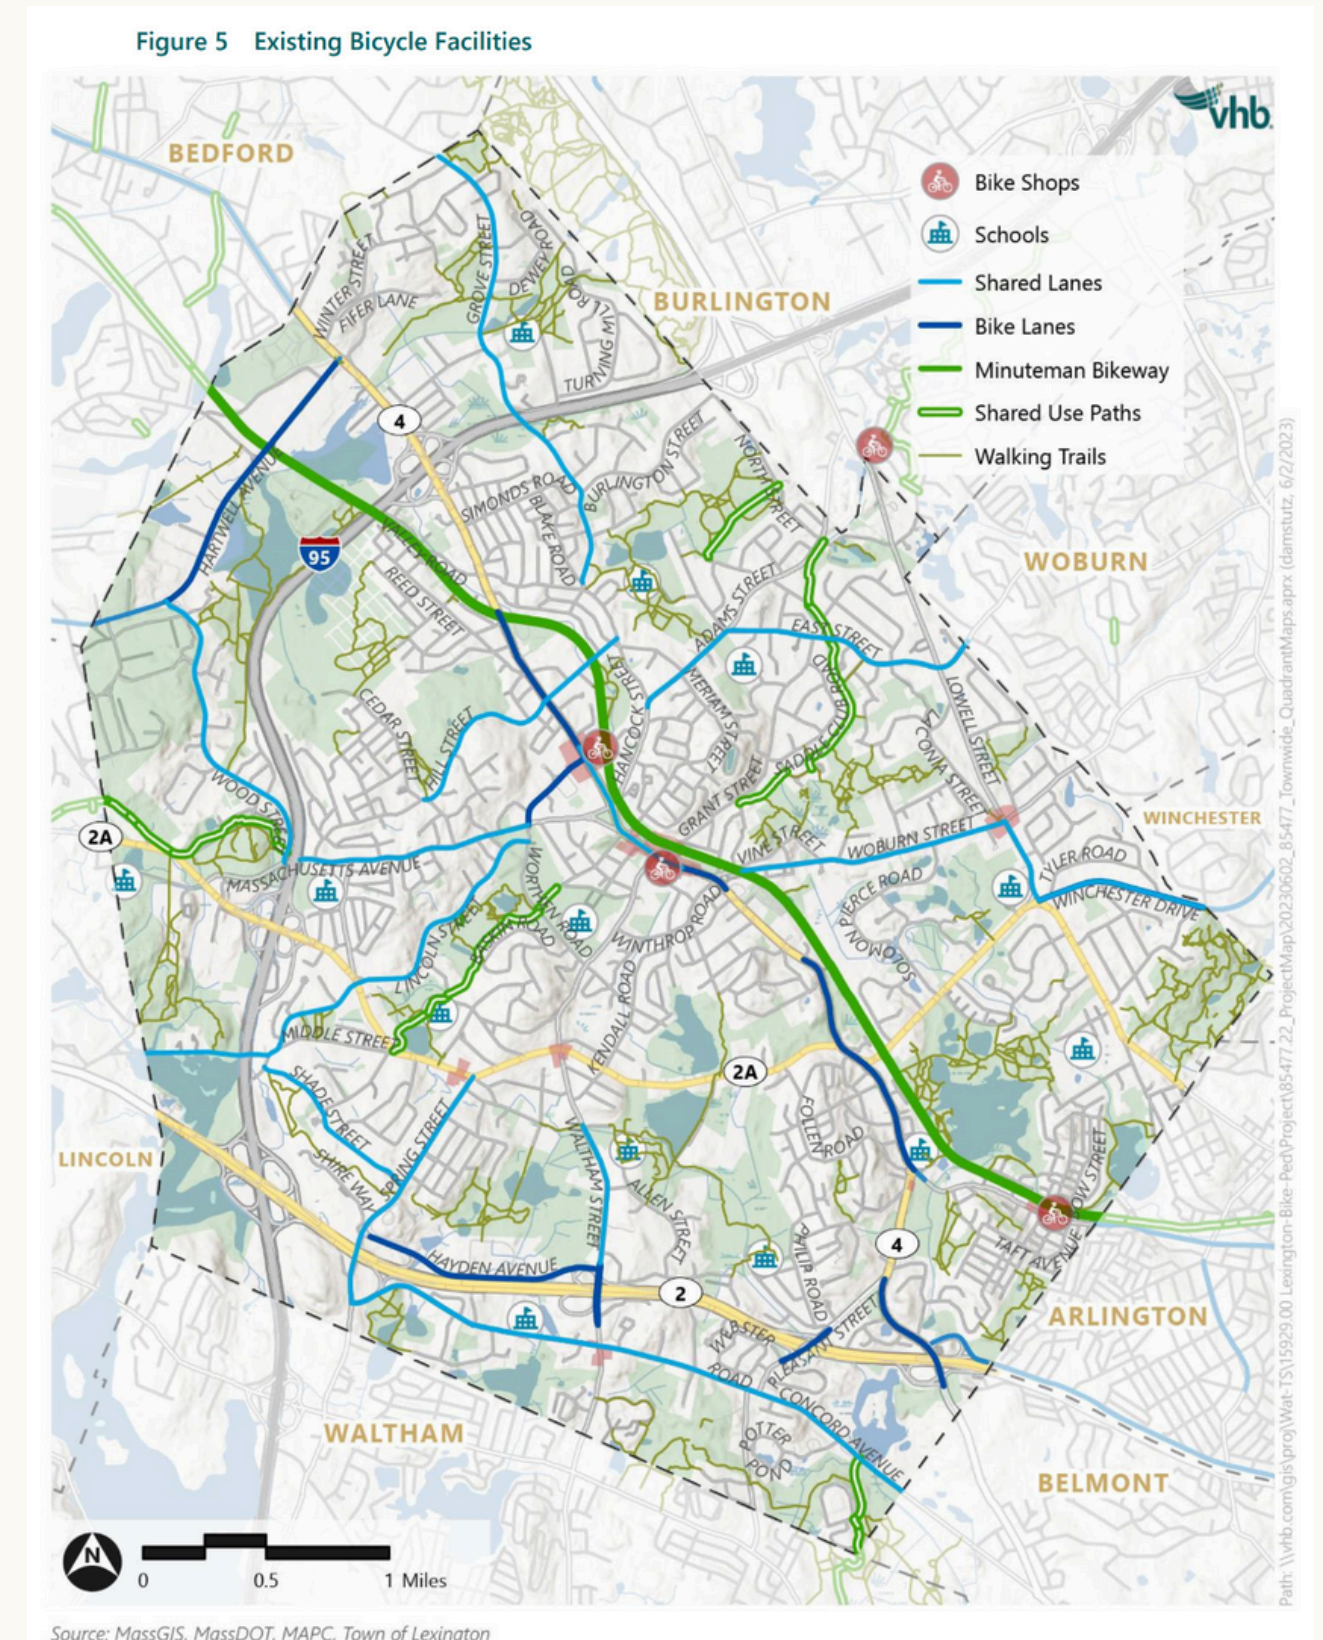 Figure 5 Existing Bicycle Facilities
vhb.
BEDFORD
Bike Shops
Schools
Shared Lanes
Bike Lanes
Minuteman Bikeway
Shared Use Paths
Walking Trails
BURLINGTON
WINTER STREET
FIFER LANE
GROVE STREET
DEWEY ROAD
TURNING MILL ROAD
4
HARTWELL AVENUE
SIMONDS ROAD
BURLINGTON STREET
BLAKE ROAD
NORTH STREET
95
VALLEY ROAD
REED STREET
WOBURN
ADAMS STREET
EAST STREET
CEDAR STREET
HILL STREET
HANCOCK STREET
MERIAM STREET
LOWELL STREET
LACONIA STREET
GRANT STREET
WOOD STREET
2A
MASSACHUSETTS AVENUE
VINE STREET
WOBURN STREET
WINCHESTER
TYLER ROAD
WINCHESTER DRIVE
PIERCE ROAD
LINCOLN STREET
WORTHEN ROAD
WINTHROP ROAD
KENDALL ROAD
MIDDLE STREET
2A
SHADE STREET
SPRING STREET
SHIRE WAY
LINCOLN
WALTHAM STREET
ALLEN STREET
FOLLEN ROAD
PHILIP ROAD
HAYDEN AVENUE
2
4
TAFT AVENUE
ARLINGTON
WEBSTER ROAD
PLEASANT STREET
CONCORD AVENUE
POTTER
POND
WALTHAM
BELMONT
N
0 0.5 1 Miles
Source: MassGIS, MassDOT, MAPC, Town of Lexington